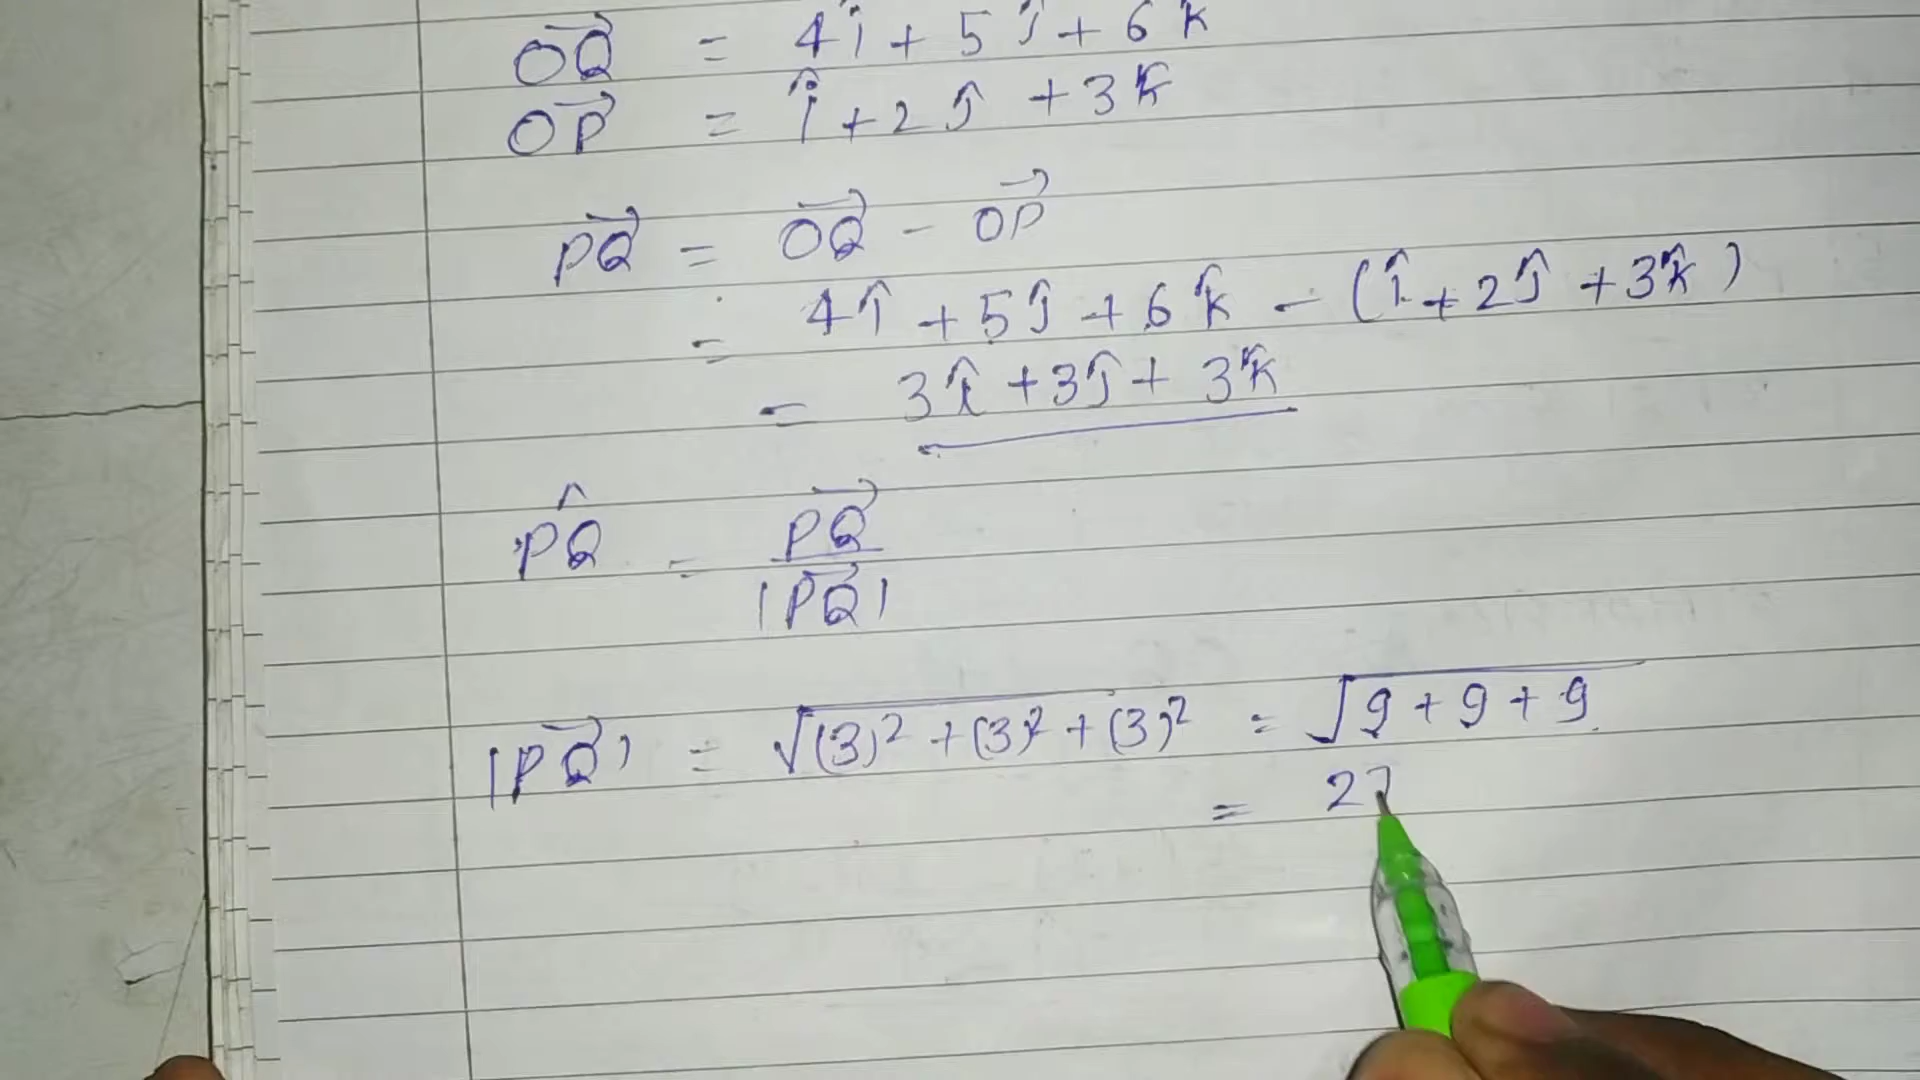 OQ⃗ = 4î + 5ĵ + 6k̂
OP⃗ = î + 2ĵ + 3k̂
PQ⃗ = OQ⃗ - OP⃗
= 4î + 5ĵ + 6k̂ - (î + 2ĵ + 3k̂)
= 3î + 3ĵ + 3k̂
PQ̂ = PQ⃗ / |PQ⃗|
|PQ⃗| = √(3)² + (3)² + (3)² = √9 + 9 + 9
= 27